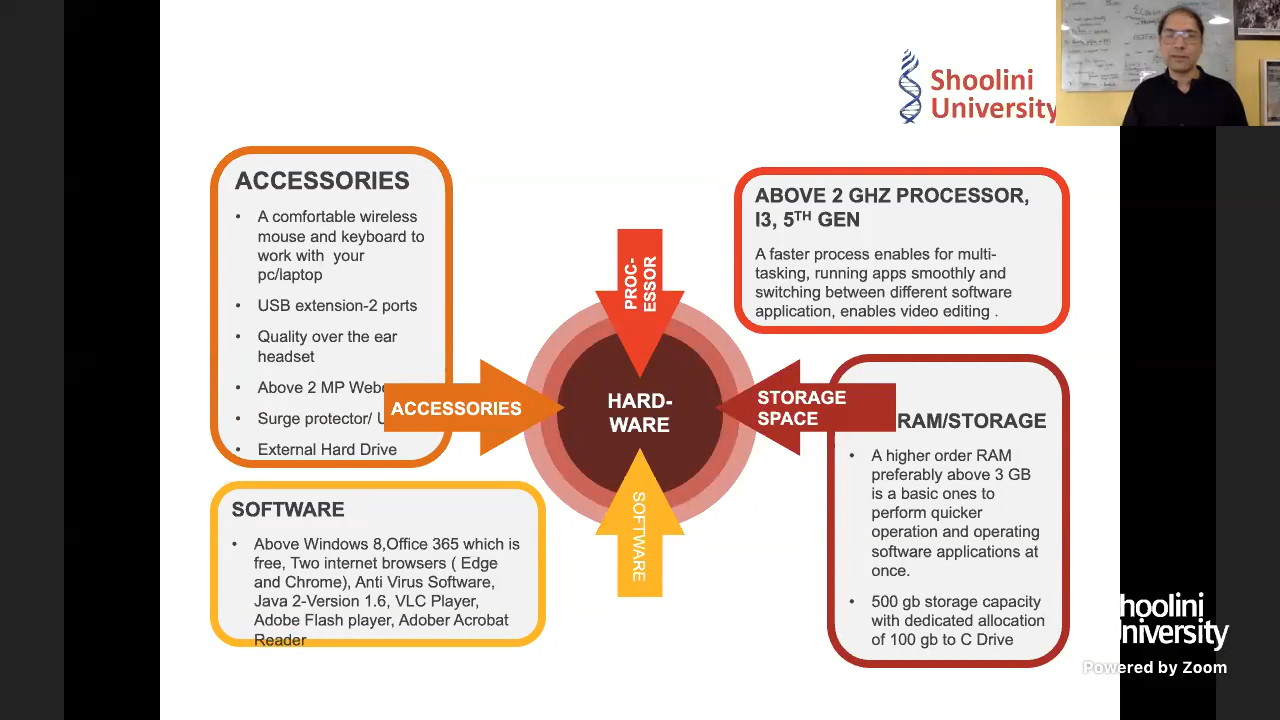 Shoolini
University
ACCESSORIES
• A comfortable wireless
mouse and keyboard to
work with your
pc/laptop
• USB extension-2 ports
• Quality over the ear
headset
• Above 2 MP
• Surge protector/
• External Hard Drive
ABOVE 2 GHZ PROCESSOR,
I3, 5TH GEN
A faster process enables for multi-
tasking, running apps smoothly and
switching between different software
application, enables video editing .
PROC-
ESSOR
ACCESSORIES
HARD-
WARE
STORAGE
SPACE
SOFTWARE
RAM/STORAGE
• A higher order RAM
preferably above 3 GB
is a basic ones to
perform quicker
operation and operating
software applications at
once.
• 500 gb storage capacity
with dedicated allocation
of 100 gb to C Drive
SOFTWARE
• Above Windows 8,Office 365 which is
free, Two internet browsers ( Edge
and Chrome), Anti Virus Software,
Java 2-Version 1.6, VLC Player,
Adobe Flash player, Adober Acrobat
Reader
Shoolini
University
Powered by Zoom